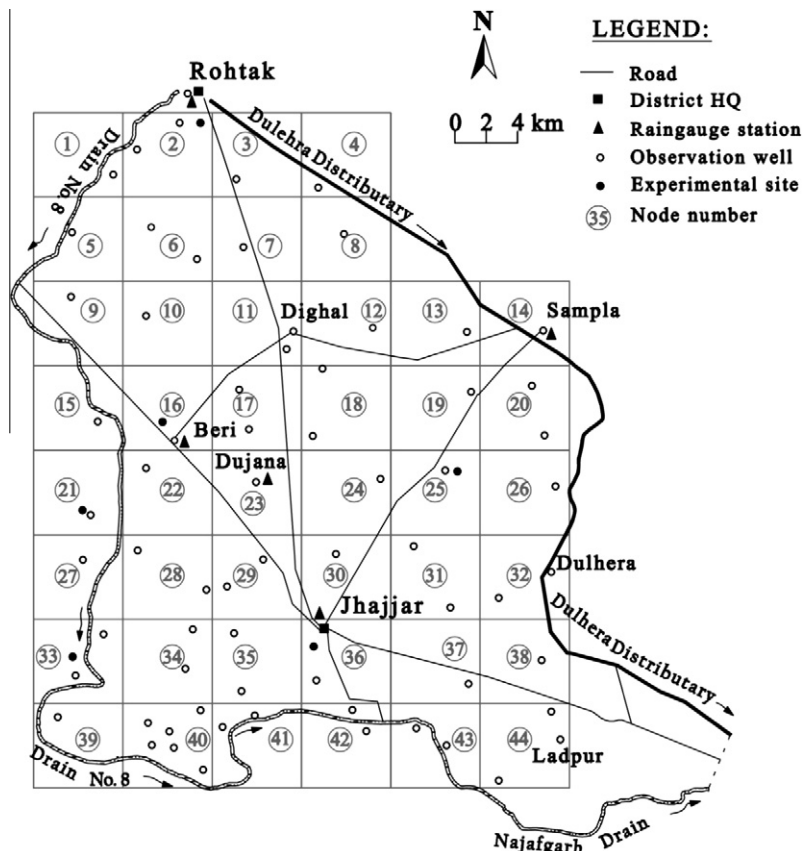 N
LEGEND:
Road
District HQ
Raingauge station
Observation well
Experimental site
35 Node number
0 2 4 km
Rohtak
Drain No. 8
Dulehra Distributary
1 2 3 4
5 6 7 8
9 10 11 12 13 14
Dighal
Sampla
15 16 17 18 19 20
Beri
Dujana
21 22 23 24 25 26
27 28 29 30 31 32
Dulhera
Jhajjar
Dulhera Distributary
33 34 35 36 37 38
39 40 41 42 43 44
Ladpur
Drain No. 8
Najafgarh Drain